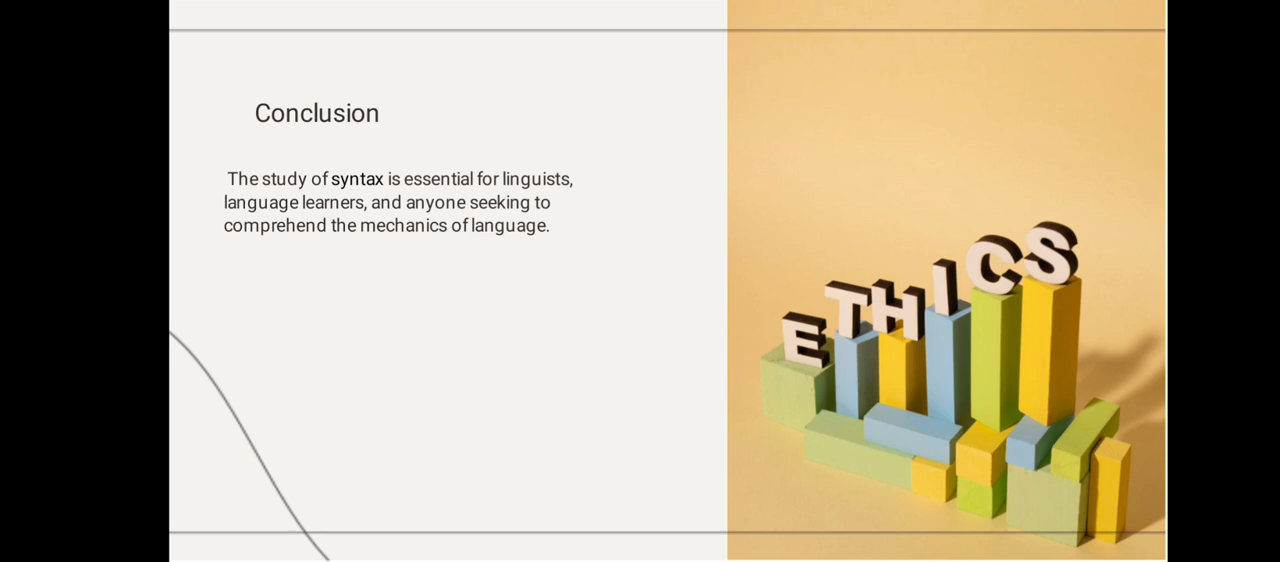 Conclusion
The study of syntax is essential for linguists,
language learners, and anyone seeking to
comprehend the mechanics of language.
ETHICS